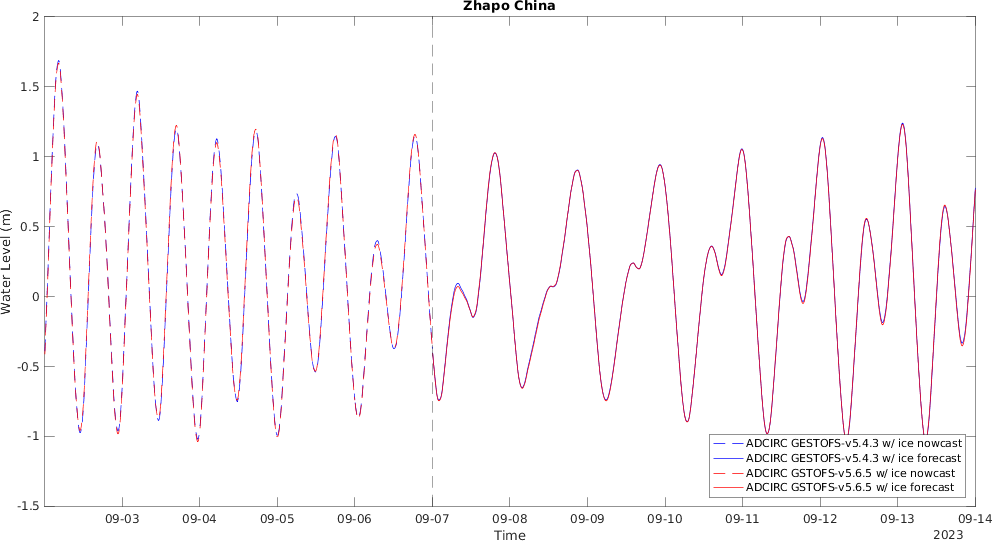 Zhapo China
Water Level (m)
2
1.5
1
0.5
0
-0.5
-1
-1.5
09-03 09-04 09-05 09-06 09-07 09-08 09-09 09-10 09-11 09-12 09-13 09-14
Time
2023
ADCIRC GESTOFS-v5.4.3 w/ ice nowcast
ADCIRC GESTOFS-v5.4.3 w/ ice forecast
ADCIRC GSTOFS-v5.6.5 w/ ice nowcast
ADCIRC GSTOFS-v5.6.5 w/ ice forecast